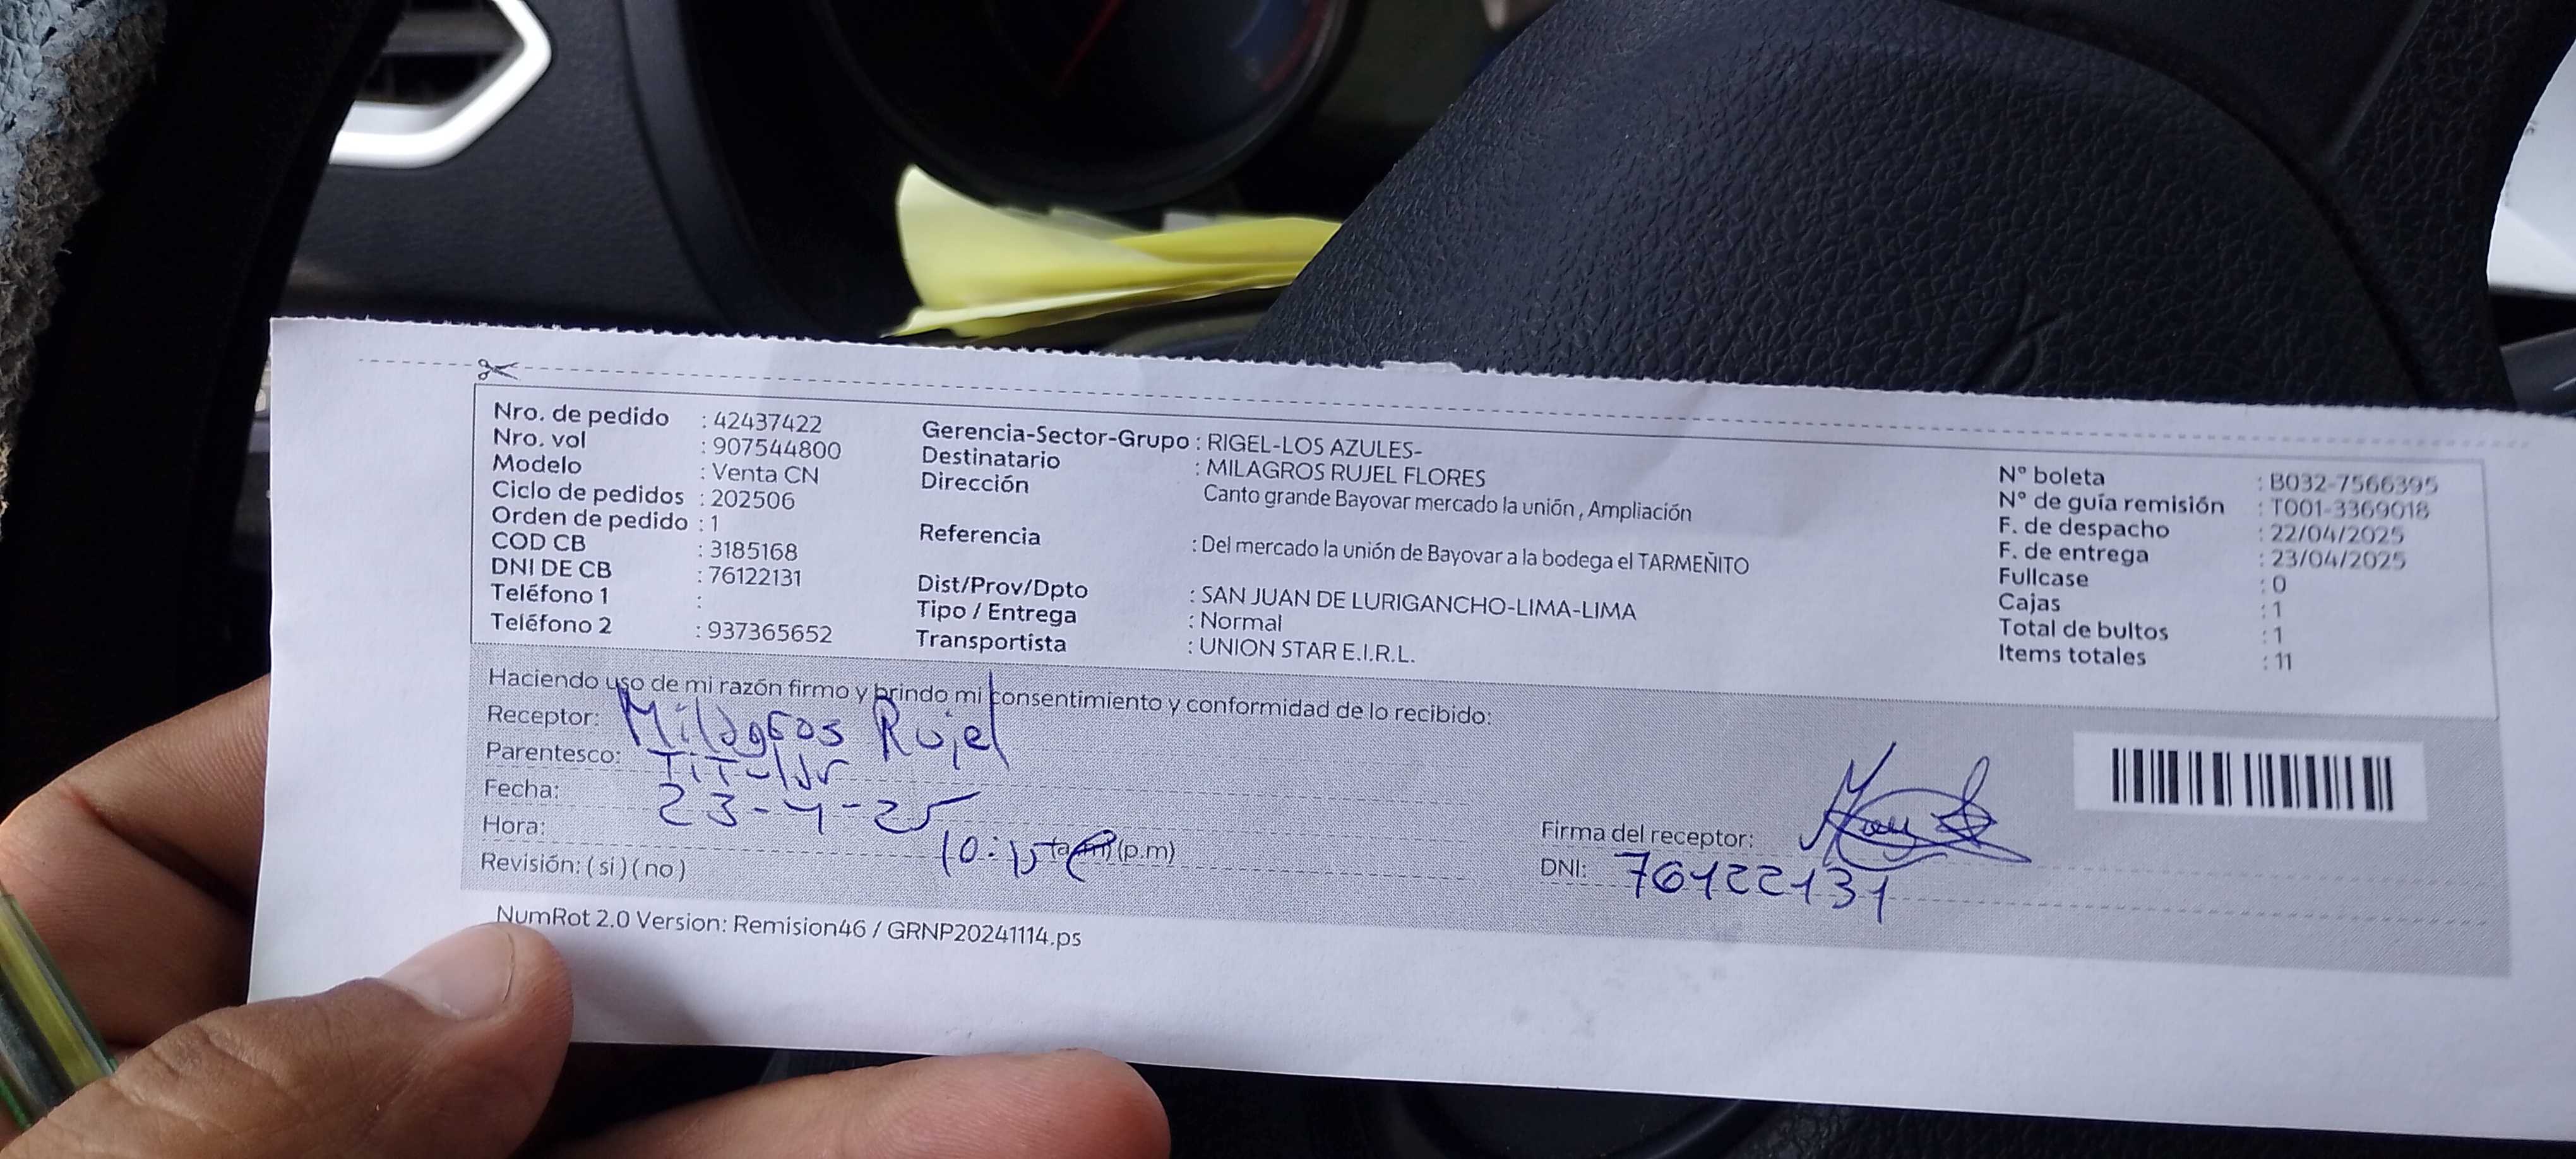 Nro. de pedido : 42437422
Nro. vol : 907544800
Modelo : Venta CN
Ciclo de pedidos : 202506
Orden de pedido : 1
COD CB : 3185168
DNI DE CB : 76122131
Teléfono 1 :
Teléfono 2 : 937365652
Gerencia-Sector-Grupo : RIGEL-LOS AZULES-
Destinatario : MILAGROS RUJEL FLORES
Dirección Canto grande Bayovar mercado la unión , Ampliación
Referencia : Del mercado la unión de Bayovar a la bodega el TARMEÑITO
Dist/Prov/Dpto : SAN JUAN DE LURIGANCHO-LIMA-LIMA
Tipo / Entrega : Normal
Transportista : UNION STAR E.I.R.L.
N° boleta : B032-7566395
N° de guía remisión : T001-3369018
F. de despacho : 22/04/2025
F. de entrega : 23/04/2025
Fullcase : 0
Cajas : 1
Total de bultos : 1
Items totales : 11
Haciendo uso de mi razón firmo y brindo mi consentimiento y conformidad de lo recibido:
Receptor: Milagros Rujel
Parentesco: Titular
Fecha: 23-4-25
Hora: 10:15 (a.m) (p.m)
Revisión: ( si ) ( no )
Firma del receptor:
DNI: 76122131
NumRot 2.0 Version: Remision46 / GRNP20241114.ps